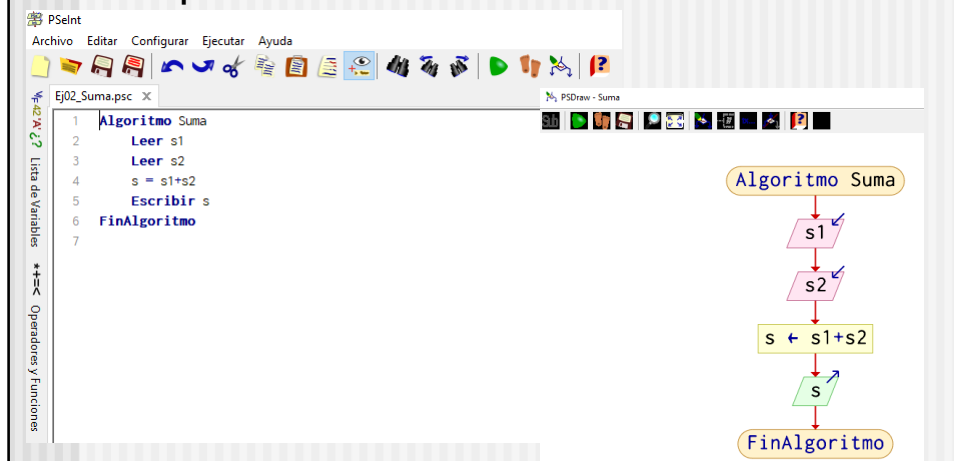 PSeInt
Archivo Editar Configurar Ejecutar Ayuda
Ej02_Suma.psc X
1 Algoritmo Suma
2 Leer s1
3 Leer s2
4 s = s1+s2
5 Escribir s
6 FinAlgoritmo
7
Lista de Variables
*+=< Operadores y Funciones
PSDraw - Suma
Algoritmo Suma
s1
s2
s ← s1+s2
s
FinAlgoritmo